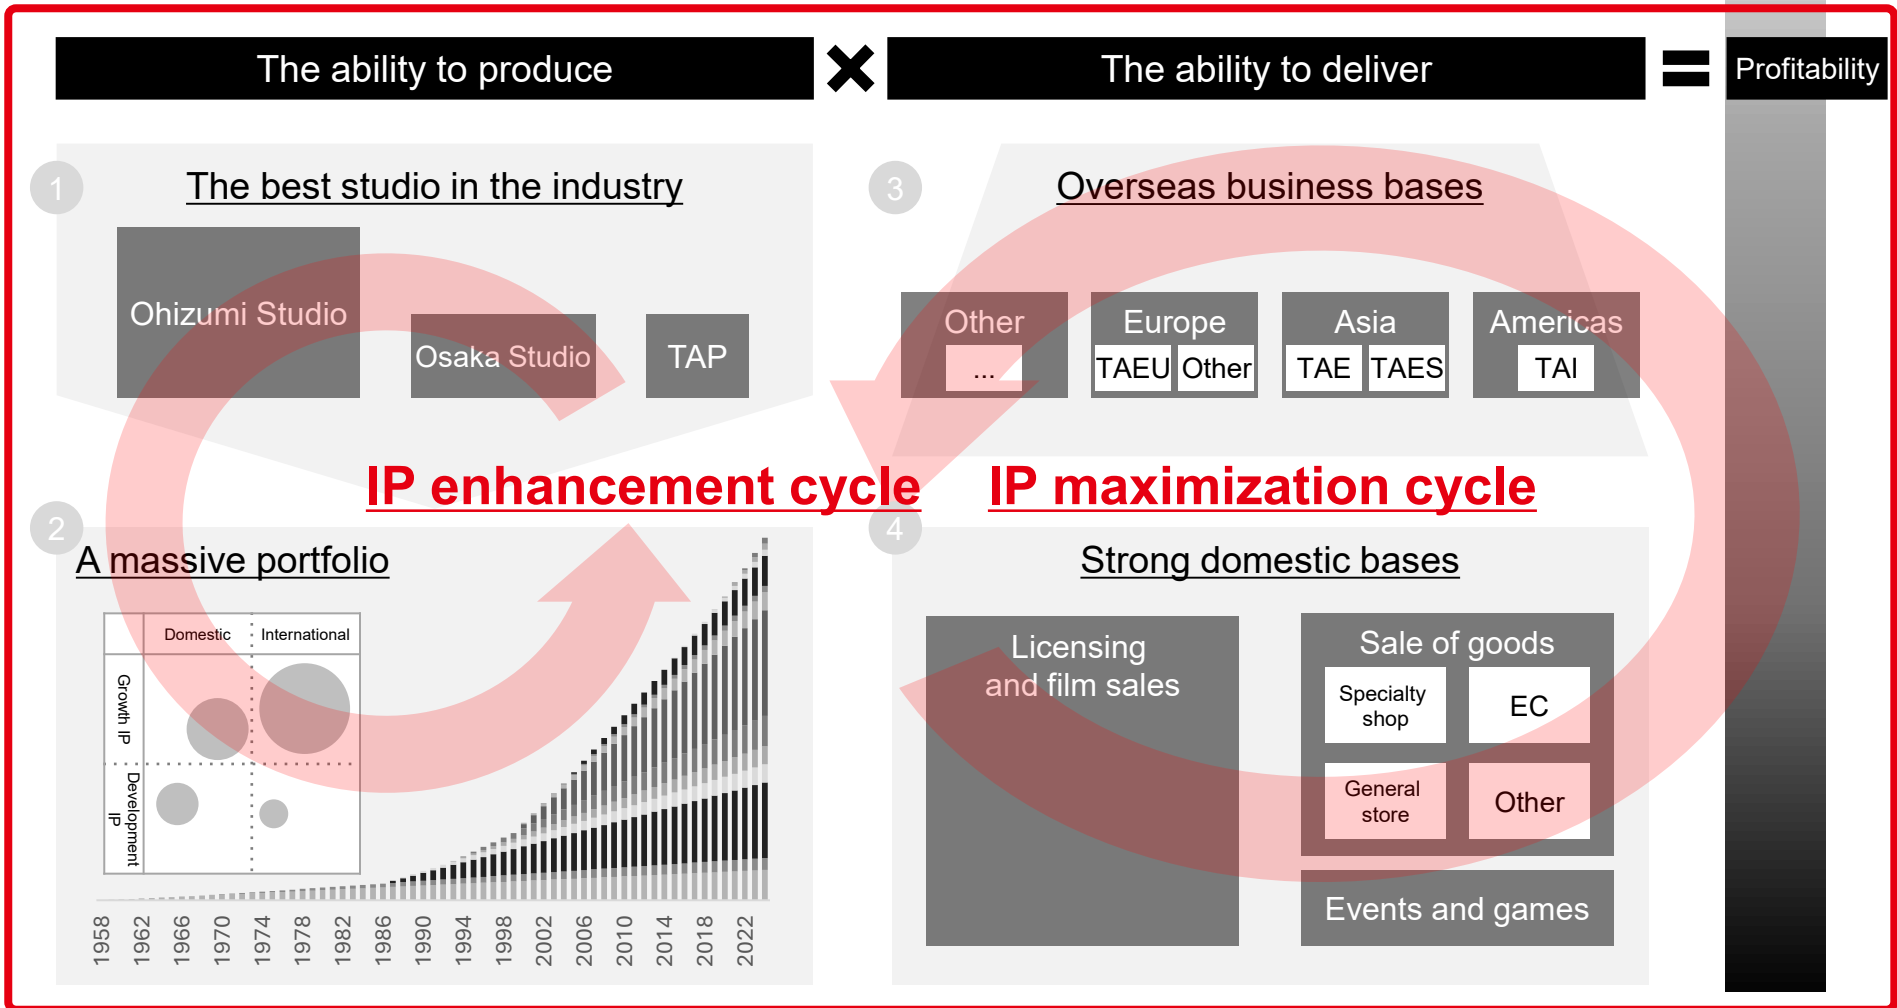 The ability to produce
×
The ability to deliver
=
Profitability
1
The best studio in the industry
Ohizumi Studio
Osaka Studio
TAP
3
Overseas business bases
Other
...
Europe
TAEU
Other
Asia
TAE
TAES
Americas
TAI
IP enhancement cycle
IP maximization cycle
2
A massive portfolio
Domestic
International
Growth IP
Development
IP
1958
1962
1966
1970
1974
1978
1982
1986
1990
1994
1998
2002
2006
2010
2014
2018
2022
4
Strong domestic bases
Licensing
and film sales
Sale of goods
Specialty
shop
EC
General
store
Other
Events and games